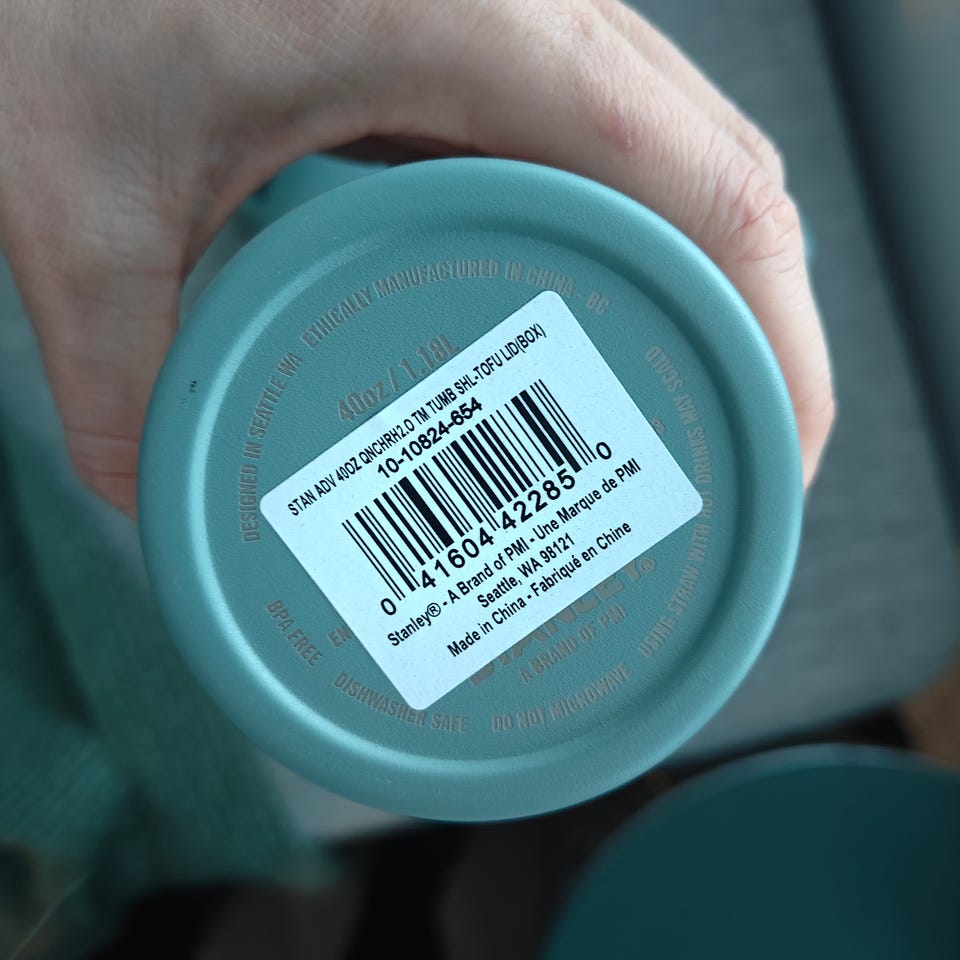 DESIGNED IN SEATTLE WA
ETHICALLY MANUFACTURED IN CHINA - 8C
40oz / 1.18L
STAN ADV 40OZ QNCHRH2.O TM TUMB SHL-TOFU LID(BOX)
10-10824-654
0 41604 42285 0
Stanley® - A Brand of PMI - Une Marque de PMI
Seattle, WA 98121
Made in China - Fabriqué en Chine
A BRAND OF PMI
BPA FREE
DISHWASHER SAFE
DO NOT MICROWAVE
USING STRAW WITH HOT DRINKS MAY SCALD